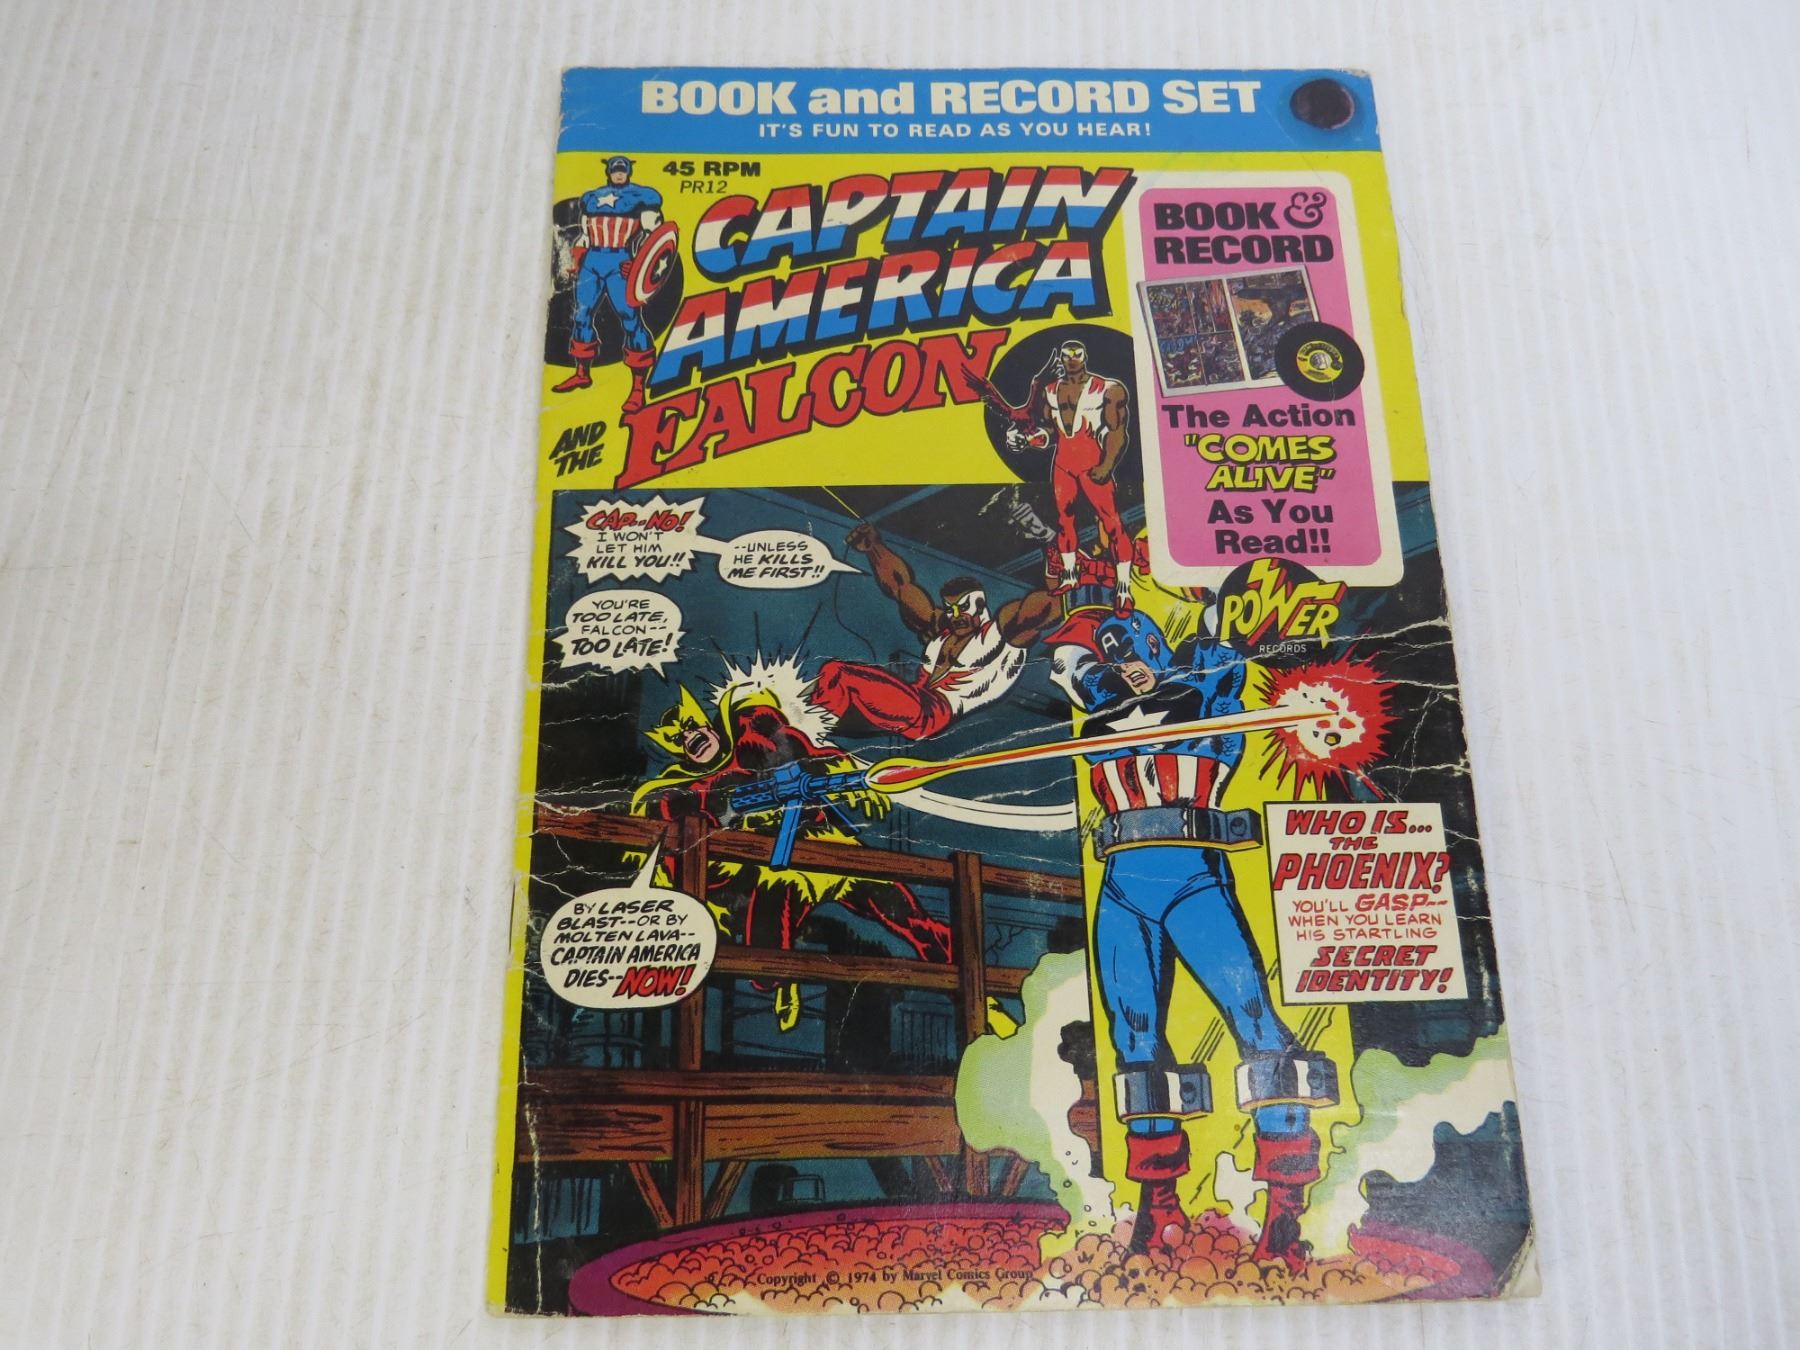 BOOK and RECORD SET
IT'S FUN TO READ AS YOU HEAR!
45 RPM
PR12
CAPTAIN
AMERICA
AND
THE
FALCON
BOOK &
RECORD
The Action
"COMES
ALIVE"
As You
Read!!
POWER
RECORDS
CAP--NO!
I WON'T
LET HIM
KILL YOU!!
--UNLESS
HE KILLS
ME FIRST!!
YOU'RE
TOO LATE,
FALCON--
TOO LATE!
BY LASER
BLAST--OR BY
MOLTEN LAVA--
CAPTAIN AMERICA
DIES--NOW!
WHO IS...
THE
PHOENIX?
YOU'LL GASP--
WHEN YOU LEARN
HIS STARTLING
SECRET
IDENTITY!
Copyright © 1974 by Marvel Comics Group